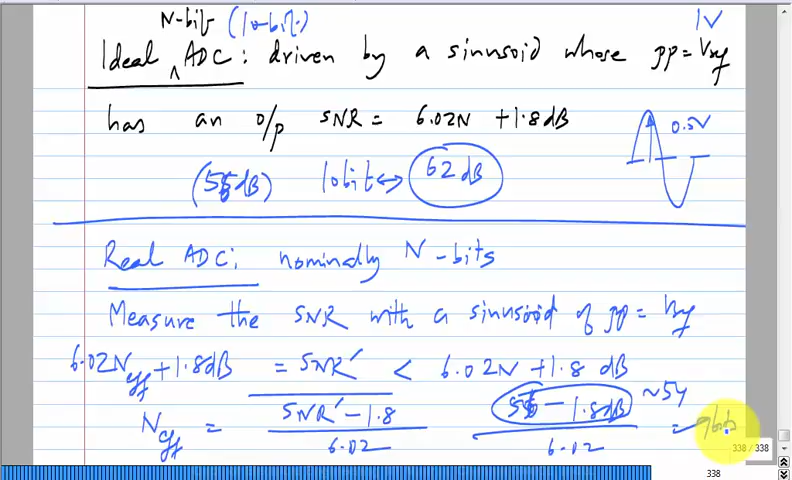 N-bit (10-bit) 1V
Ideal ^ ADC : driven by a sinusoid whose pp = Vref
has an o/p SNR = 6.02N + 1.8dB 0.5V
10bit ↔ 62 dB
Real ADC: nominally N-bits
Measure the SNR with a sinusoid of pp = Vref
6.02Neff + 1.8dB = SNR' < 6.02N + 1.8 dB
Neff = SNR' - 1.8 / 6.02 - 1.8dB / 6.02 ~54 =
338 / 338
338